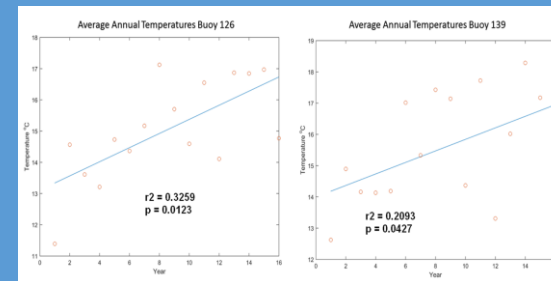 Average Annual Temperatures Buoy 126
18
17
16
15
14
13
12
11
0 2 4 6 8 10 12 14 16
Temperature °C
Year
r2 = 0.3259
p = 0.0123
Average Annual Temperatures Buoy 139
19
18
17
16
15
14
13
12
0 2 4 6 8 10 12 14
Temperature °C
Year
r2 = 0.2093
p = 0.0427